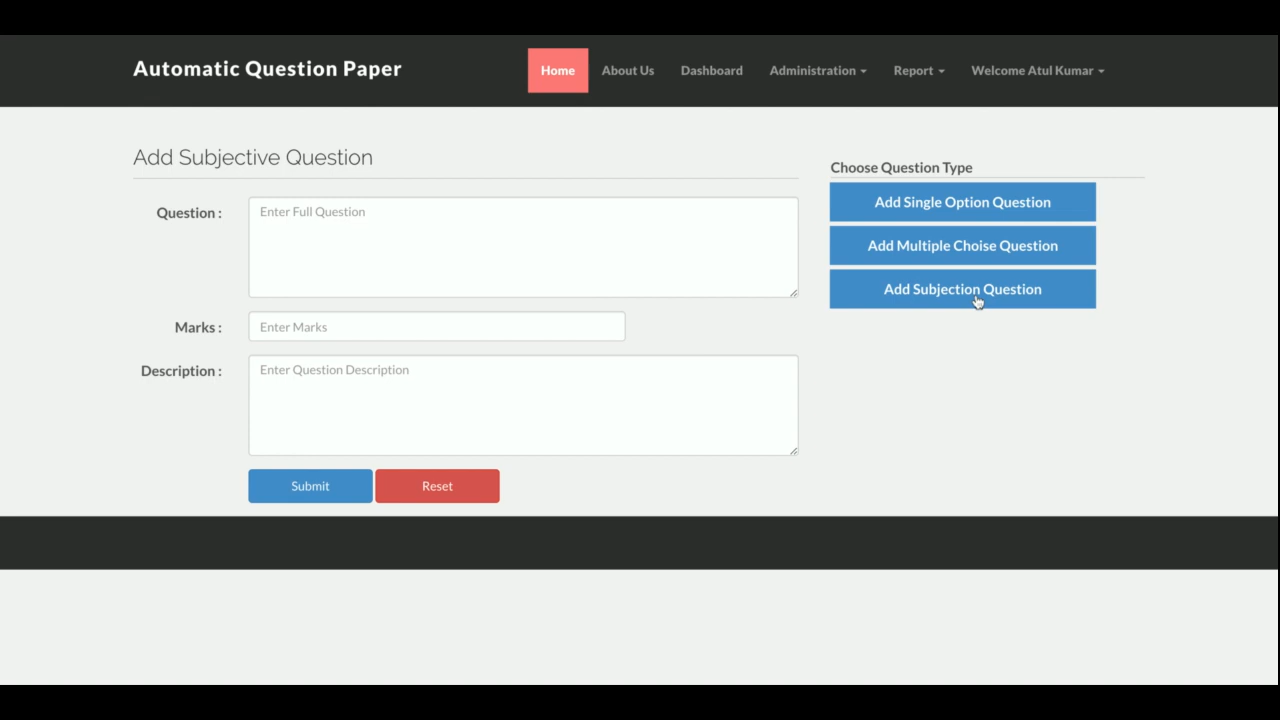 Automatic Question Paper
Home
About Us
Dashboard
Administration
Report
Welcome Atul Kumar
Add Subjective Question
Question :
Enter Full Question
Marks :
Enter Marks
Description :
Enter Question Description
Submit
Reset
Choose Question Type
Add Single Option Question
Add Multiple Choise Question
Add Subjection Question